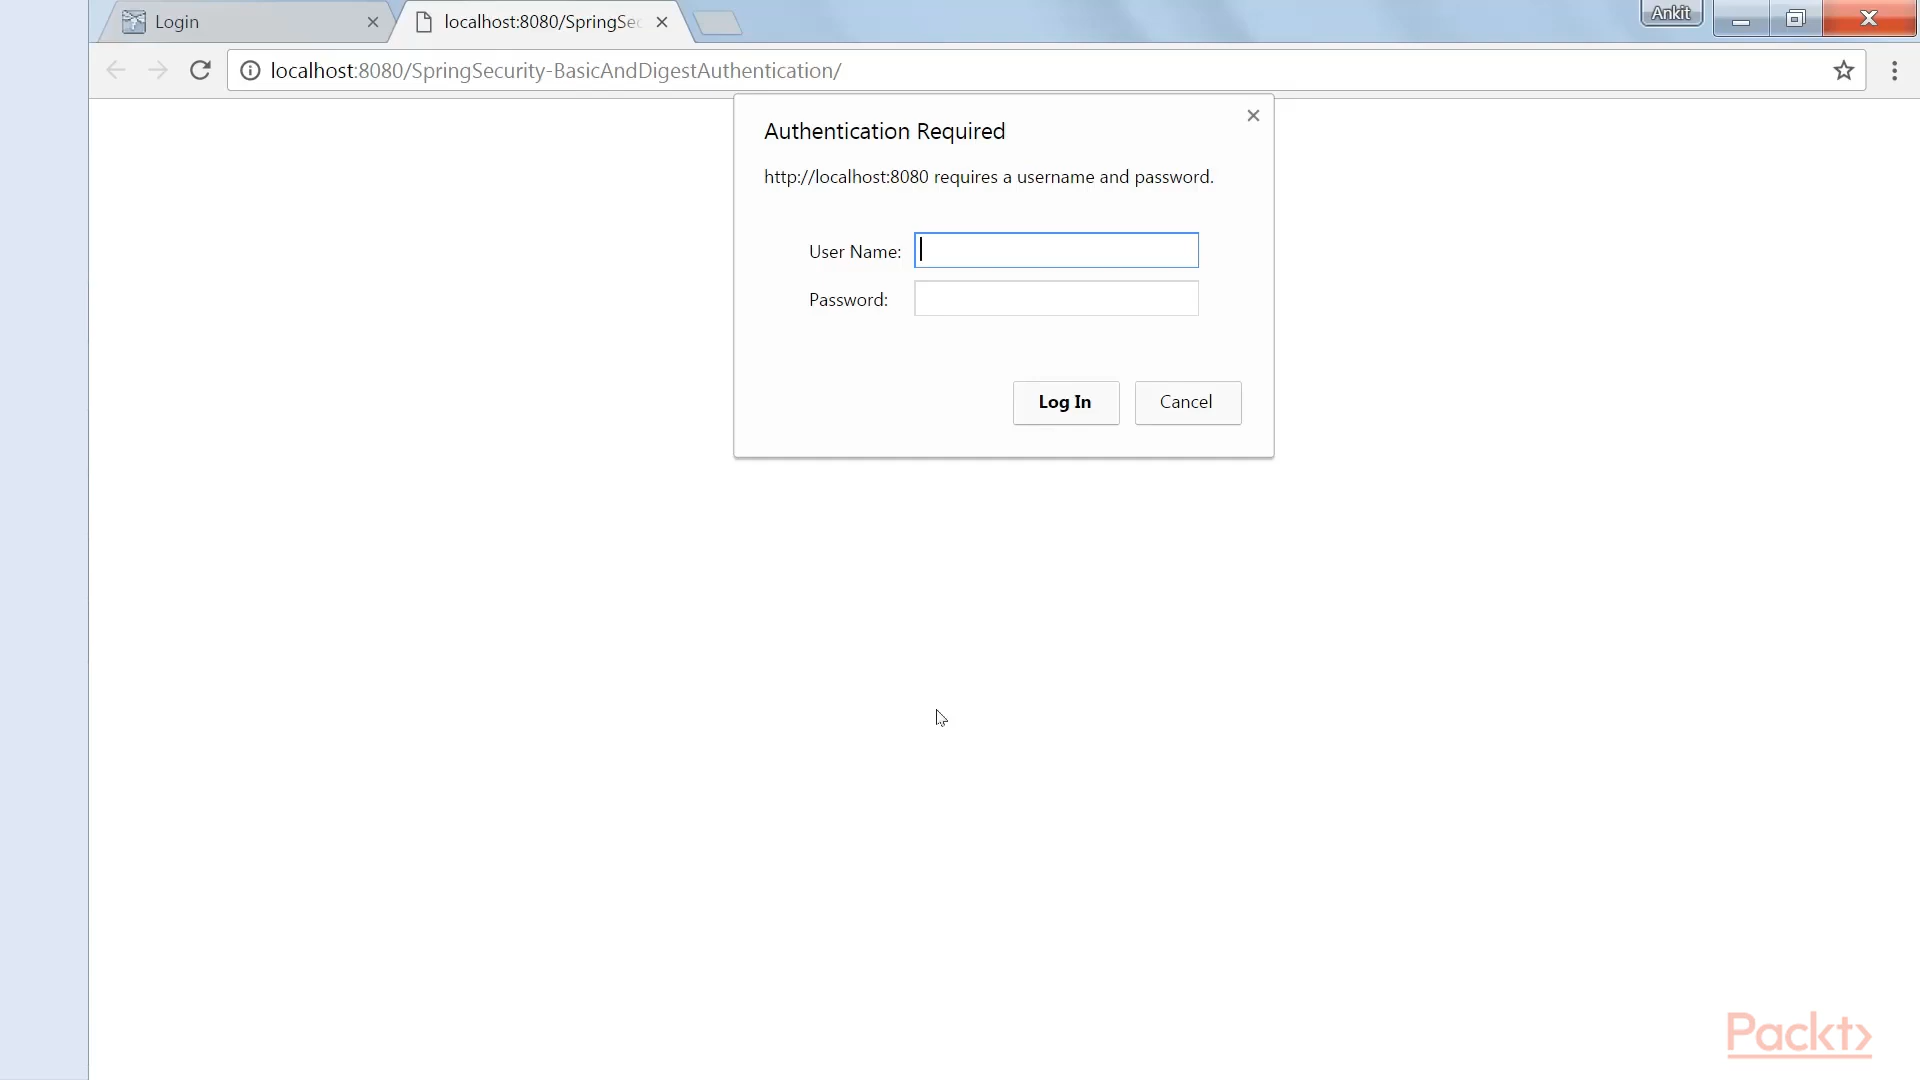 Login
localhost:8080/SpringSec
Ankit
localhost:8080/SpringSecurity-BasicAndDigestAuthentication/
Authentication Required
http://localhost:8080 requires a username and password.
User Name:
Password:
Log In
Cancel
Packt